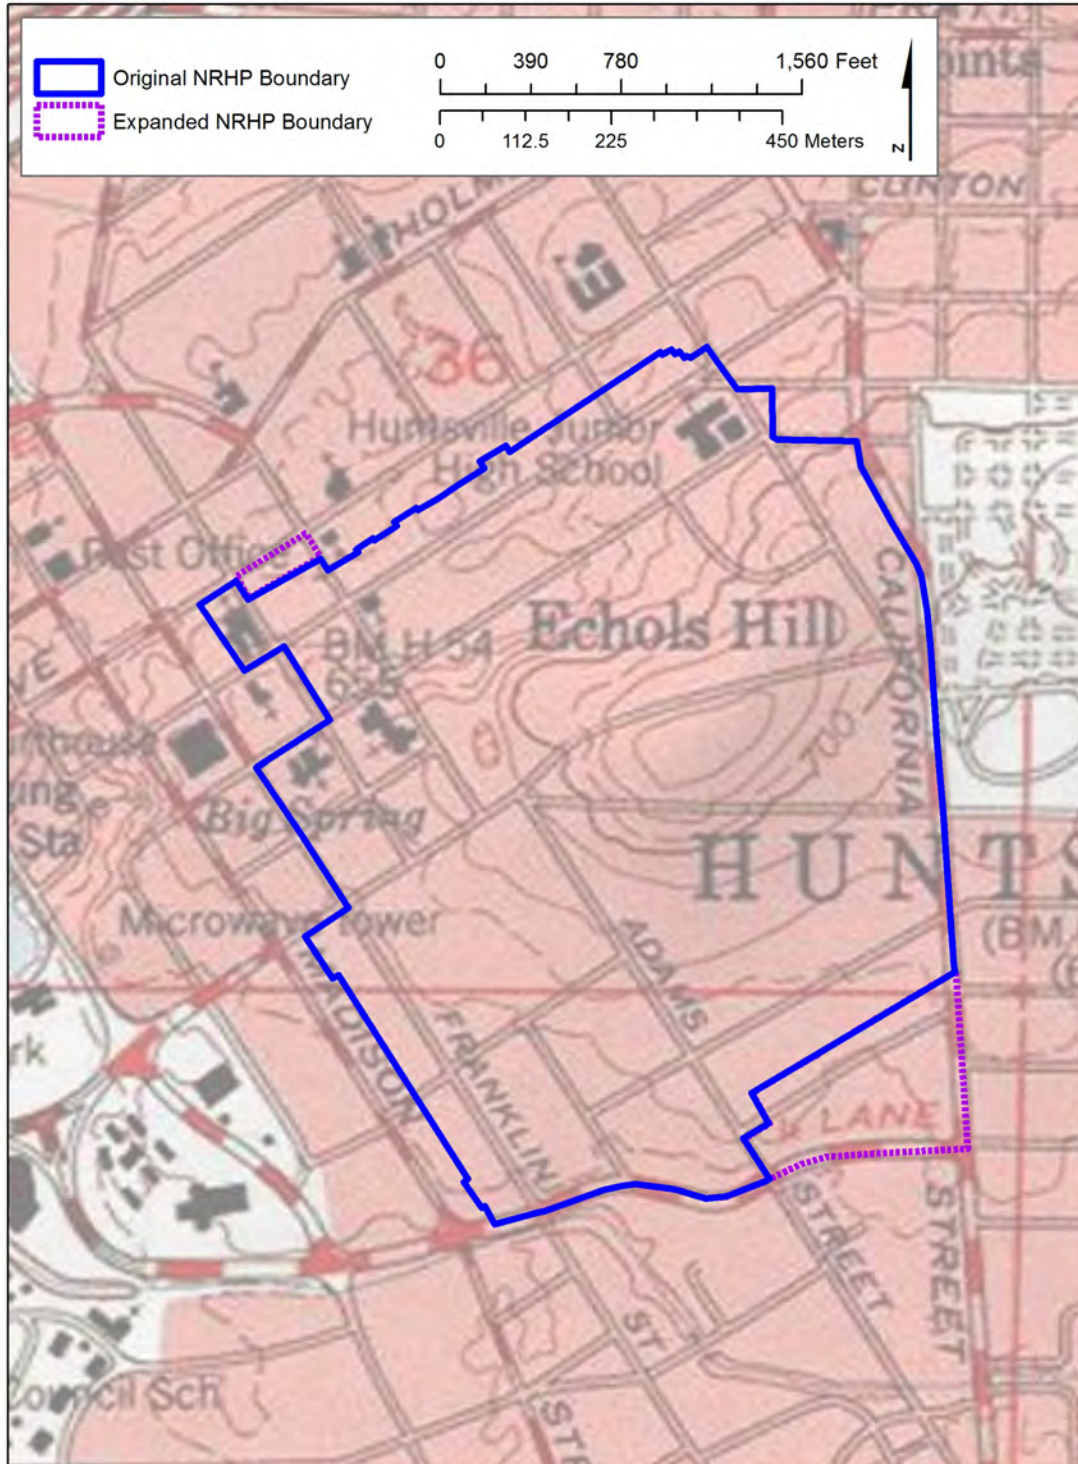 0 390 780 1,560 Feet
Original NRHP Boundary
Expanded NRHP Boundary
0 112.5 225 450 Meters
N
CLINTON
36
Huntsville Junior
High School
Post Office
Echols Hill
BM H 54
CALIFORNIA
Big Spring
HUNTS
Microwave Tower
(BM
ADAMS
MADISON
FRANKLIN
LANE
STREET
STREET
ST
Council Sch